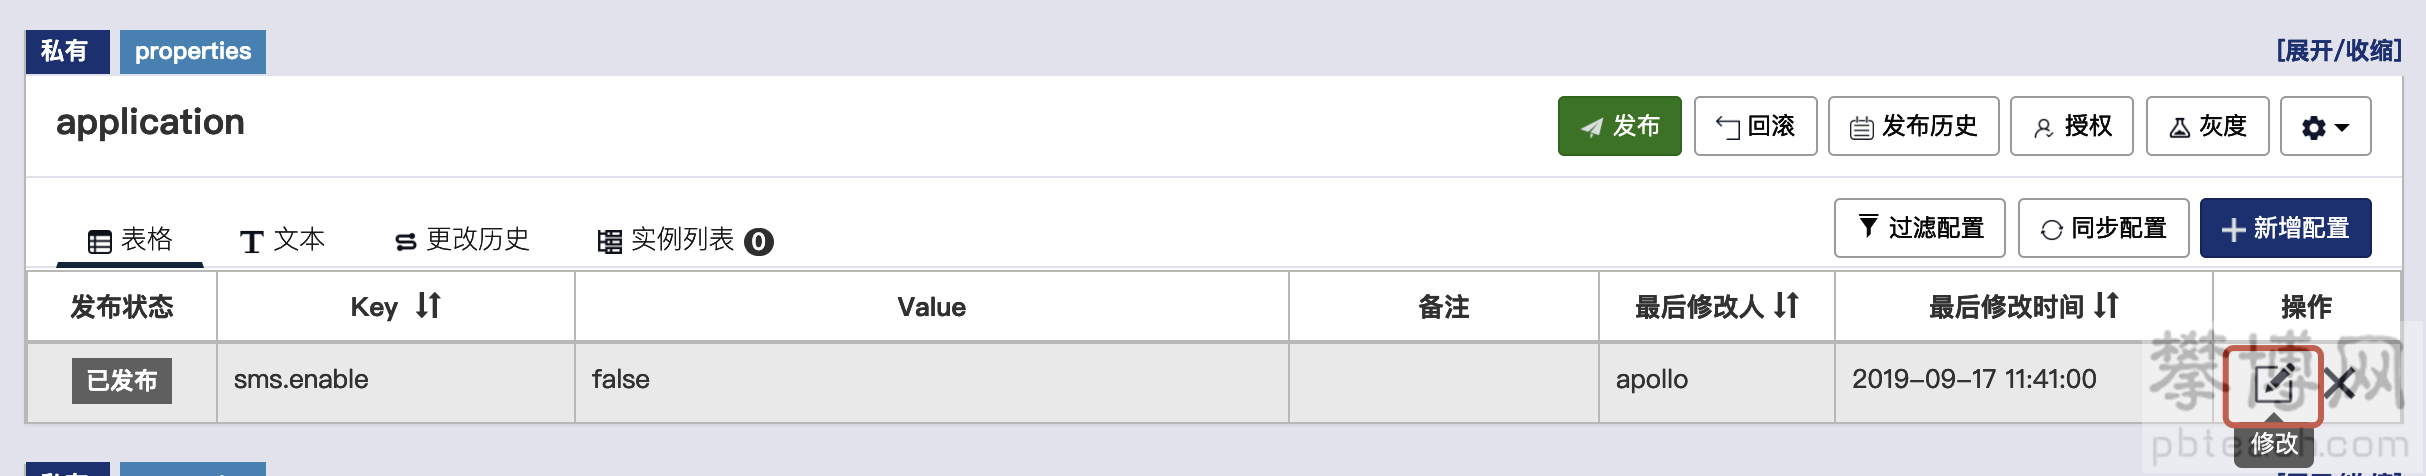 私有 properties [展开/收缩]
application 发布 回滚 发布历史 授权 灰度
表格 文本 更改历史 实例列表 0 过滤配置 同步配置 新增配置
发布状态 Key Value 备注 最后修改人 最后修改时间 操作
已发布 sms.enable false apollo 2019-09-17 11:41:00
攀博网
修改